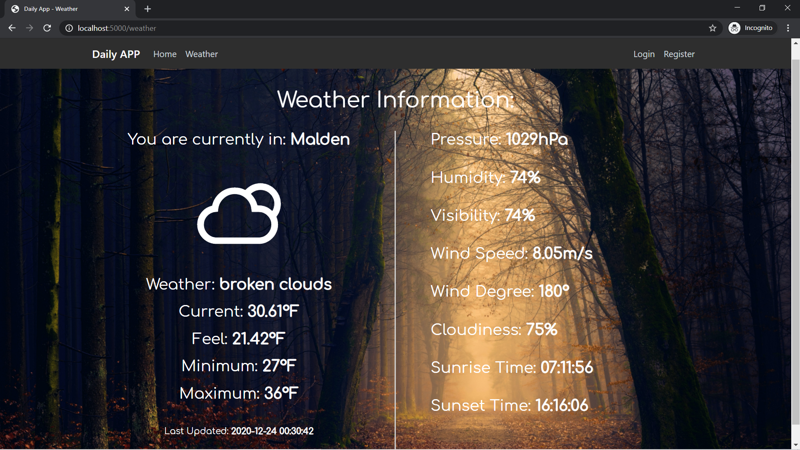 Daily App - Weather
localhost:5000/weather
Incognito
Daily APP Home Weather Login Register
Weather Information:
You are currently in: Malden
Weather: broken clouds
Current: 30.61°F
Feel: 21.42°F
Minimum: 27°F
Maximum: 36°F
Last Updated: 2020-12-24 00:30:42
Pressure: 1029hPa
Humidity: 74%
Visibility: 74%
Wind Speed: 8.05m/s
Wind Degree: 180°
Cloudiness: 75%
Sunrise Time: 07:11:56
Sunset Time: 16:16:06